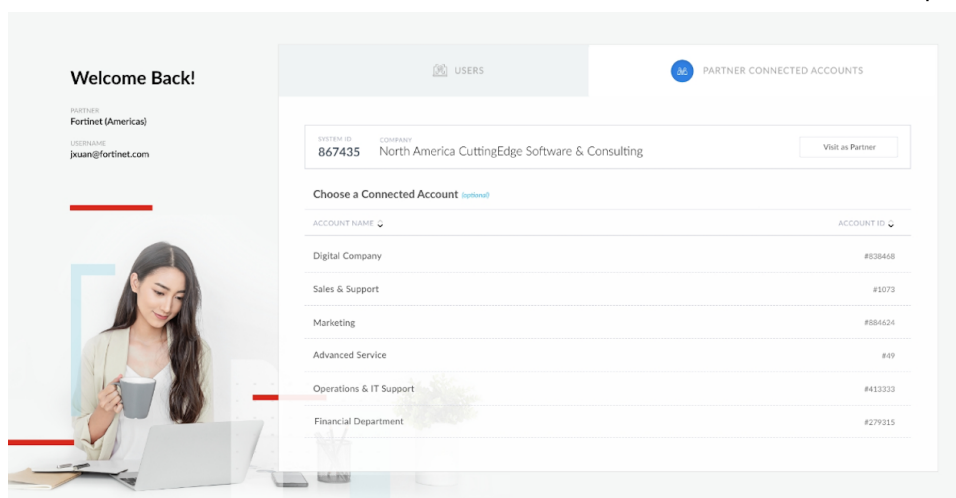 Welcome Back!
PARTNER
Fortinet (Americas)
USERNAME
jxuan@fortinet.com
USERS
PARTNER CONNECTED ACCOUNTS
SYSTEM ID
COMPANY
867435
North America CuttingEdge Software & Consulting
Visit as Partner
Choose a Connected Account (optional)
ACCOUNT NAME
ACCOUNT ID
Digital Company #838468
Sales & Support #1073
Marketing #884624
Advanced Service #49
Operations & IT Support #413333
Financial Department #279315